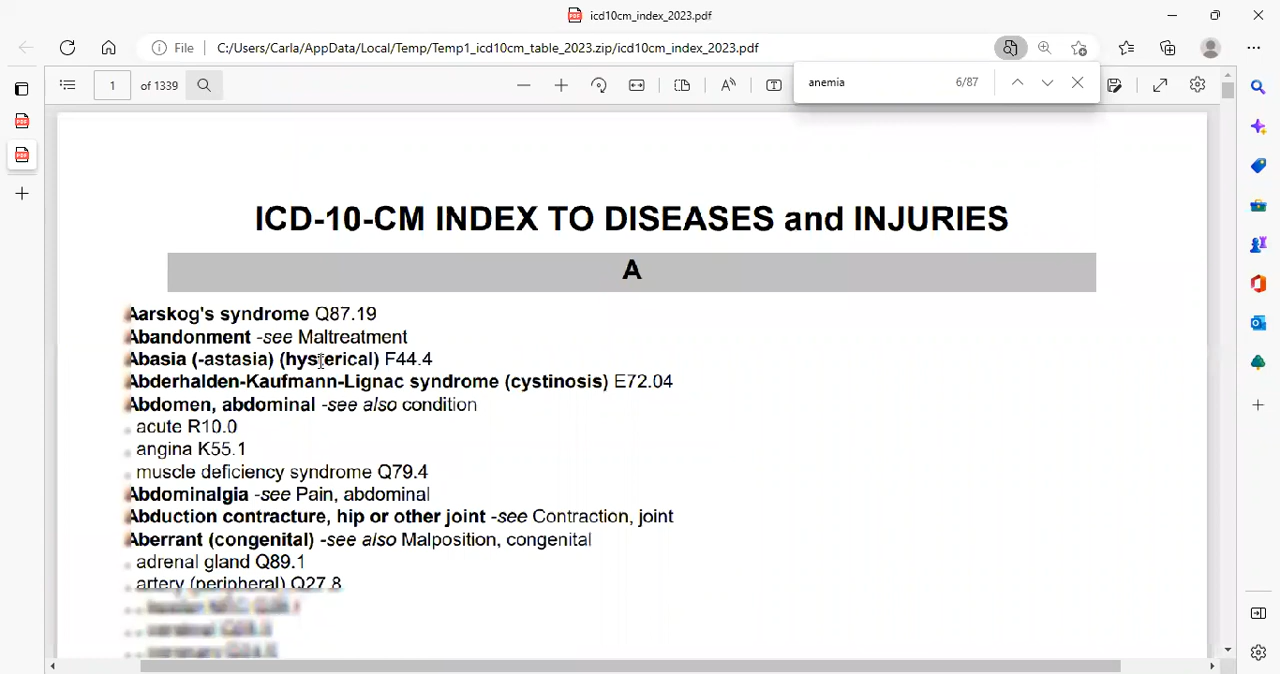 icd10cm_index_2023.pdf
File C:/Users/Carla/AppData/Local/Temp/Temp1_icd10cm_table_2023.zip/icd10cm_index_2023.pdf
1 of 1339
anemia 6/87
ICD-10-CM INDEX TO DISEASES and INJURIES
A
Aarskog's syndrome Q87.19
Abandonment -see Maltreatment
Abasia (-astasia) (hysterical) F44.4
Abderhalden-Kaufmann-Lignac syndrome (cystinosis) E72.04
Abdomen, abdominal -see also condition
acute R10.0
angina K55.1
muscle deficiency syndrome Q79.4
Abdominalgia -see Pain, abdominal
Abduction contracture, hip or other joint -see Contraction, joint
Aberrant (congenital) -see also Malposition, congenital
adrenal gland Q89.1
artery (peripheral) Q27.8